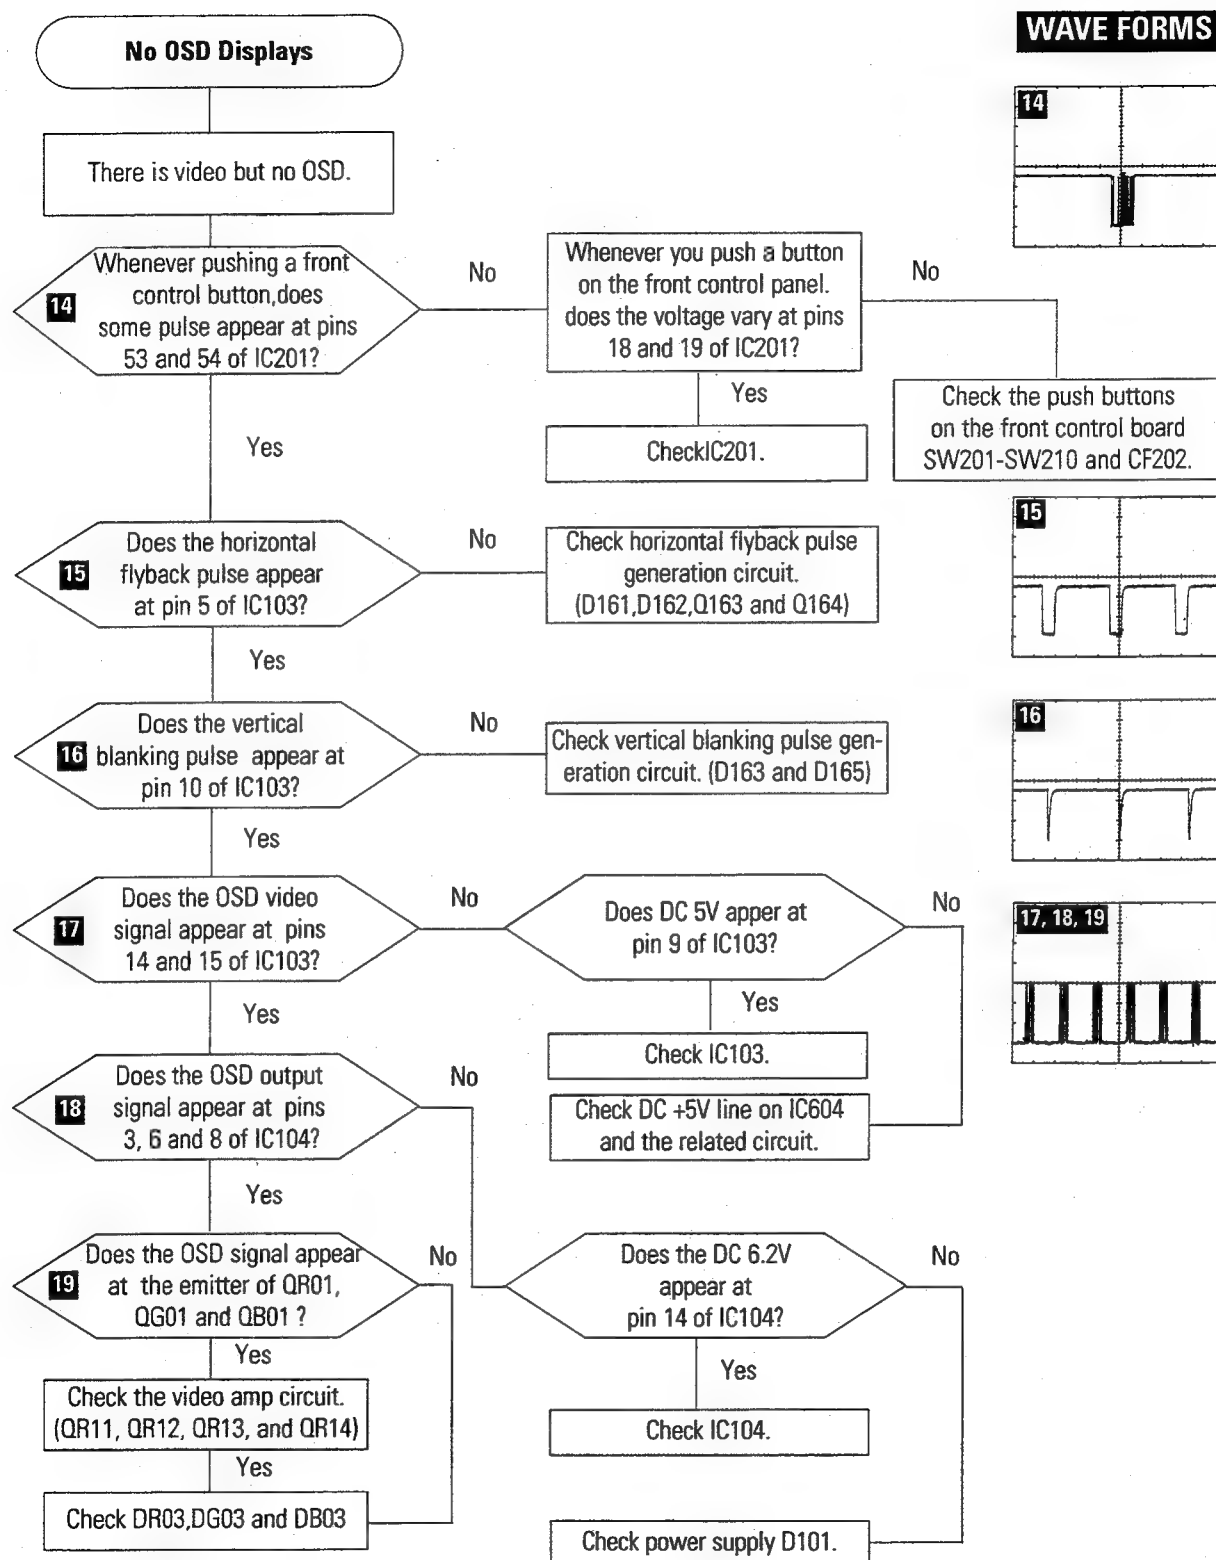 No OSD Displays
WAVE FORMS
14
There is video but no OSD.
14
Whenever pushing a front
control button,does
some pulse appear at pins
53 and 54 of IC201?
No
Whenever you push a button
on the front control panel.
does the voltage vary at pins
18 and 19 of IC201?
No
Yes
CheckIC201.
Check the push buttons
on the front control board
SW201-SW210 and CF202.
Yes
15
15
Does the horizontal
flyback pulse appear
at pin 5 of IC103?
No
Check horizontal flyback pulse
generation circuit.
(D161,D162,Q163 and Q164)
Yes
16
16
Does the vertical
blanking pulse appear at
pin 10 of IC103?
No
Check vertical blanking pulse gen-
eration circuit. (D163 and D165)
Yes
17, 18, 19
17
Does the OSD video
signal appear at pins
14 and 15 of IC103?
No
Does DC 5V apper at
pin 9 of IC103?
No
Yes
Check IC103.
Check DC +5V line on IC604
and the related circuit.
Yes
18
Does the OSD output
signal appear at pins
3, 6 and 8 of IC104?
No
Yes
19
Does the OSD signal appear
at the emitter of QR01,
QG01 and QB01 ?
No
Does the DC 6.2V
appear at
pin 14 of IC104?
No
Yes
Check the video amp circuit.
(QR11, QR12, QR13, and QR14)
Yes
Check IC104.
Yes
Check DR03,DG03 and DB03
Check power supply D101.